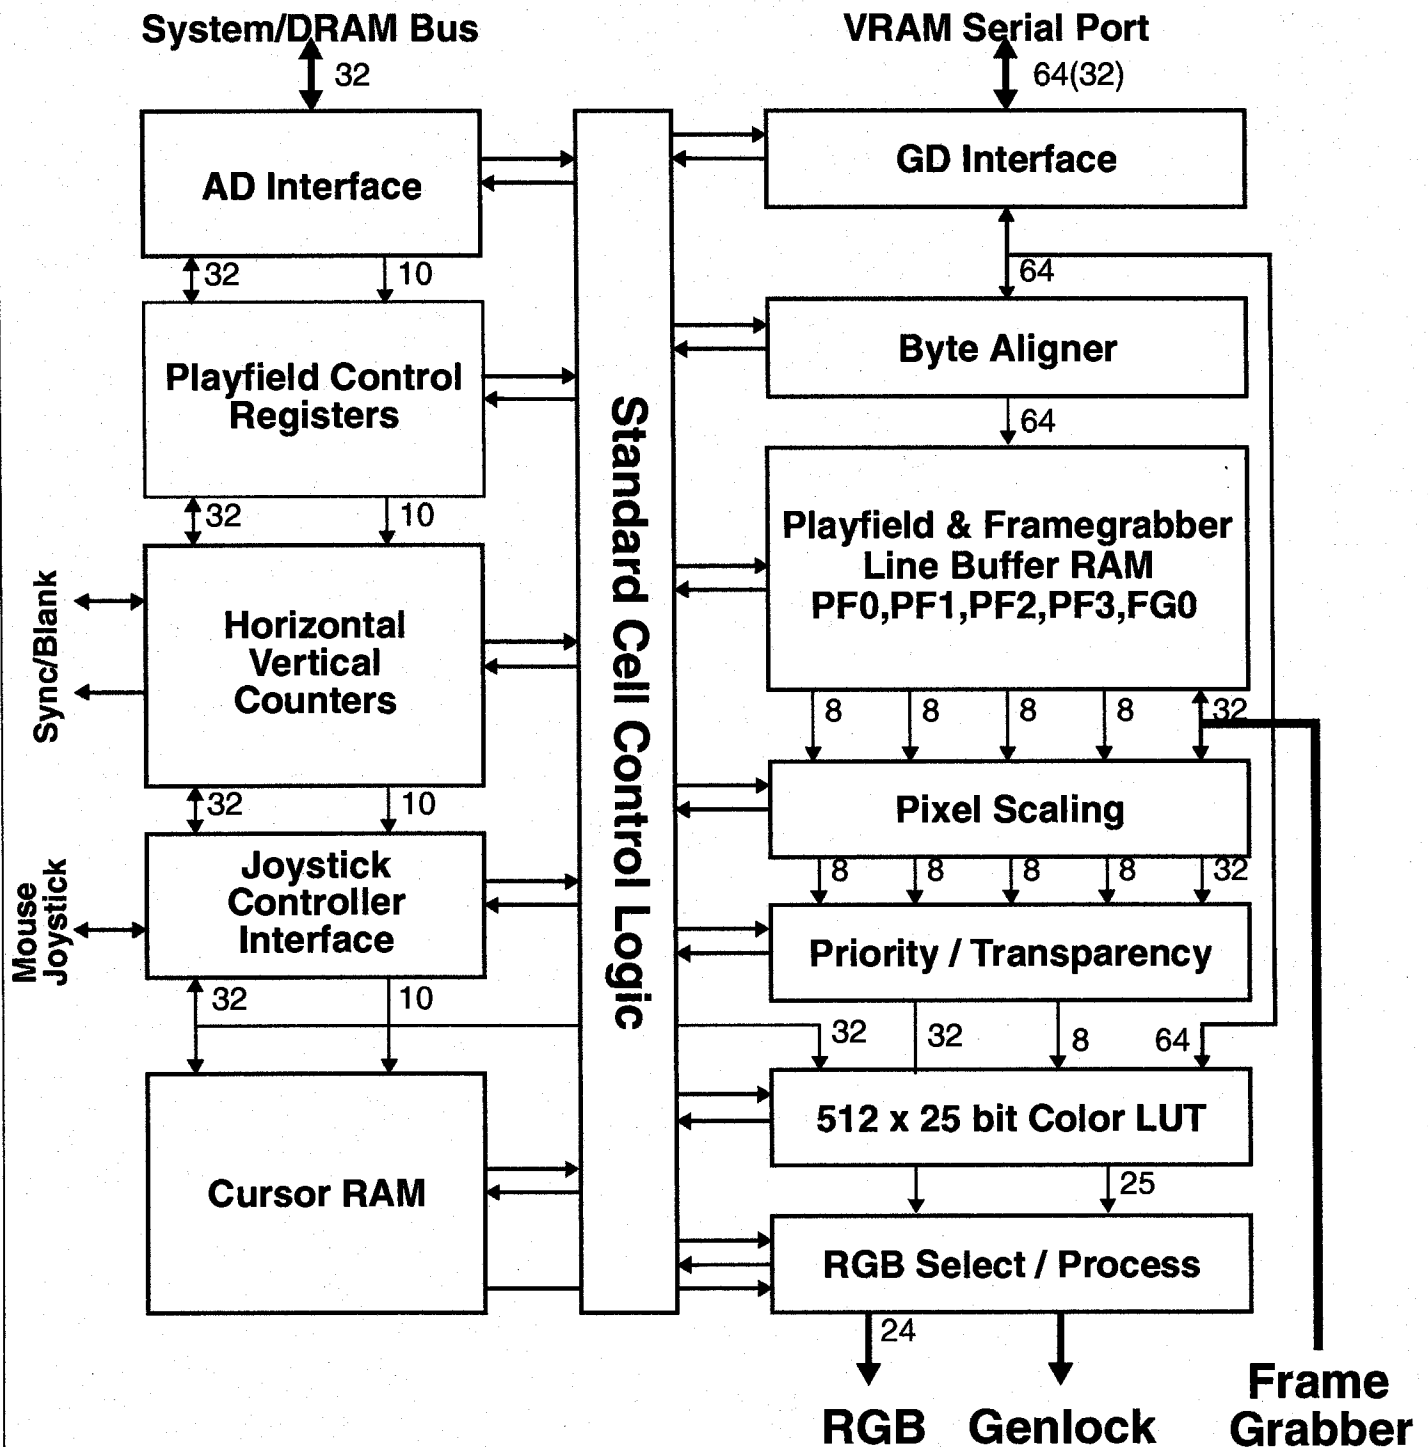 System/DRAM Bus
32
AD Interface
32
10
Playfield Control
Registers
32
10
Sync/Blank
Horizontal
Vertical
Counters
32
10
Mouse
Joystick
Joystick
Controller
Interface
32
10
Cursor RAM
Standard Cell Control Logic
VRAM Serial Port
64(32)
GD Interface
64
Byte Aligner
64
Playfield & Framegrabber
Line Buffer RAM
PF0,PF1,PF2,PF3,FG0
8
8
8
8
32
Pixel Scaling
8
8
8
8
32
Priority / Transparency
32
32
8
64
512 x 25 bit Color LUT
25
RGB Select / Process
24
RGB
Genlock
Frame
Grabber